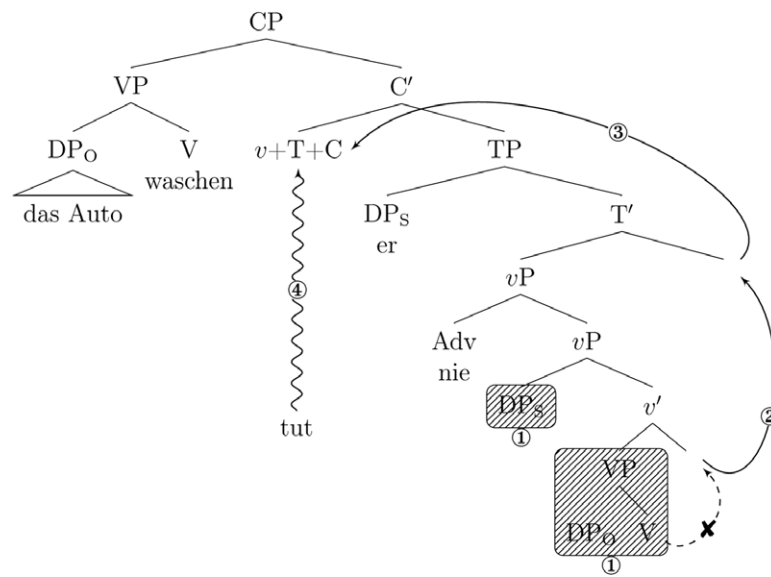 CP
VP C′
DP_O V v+T+C ③ TP
waschen
das Auto DP_S T′
er
④ vP
Adv vP
nie
DP_S v′ ②
tut ①
VP
DP_O V ✘
①